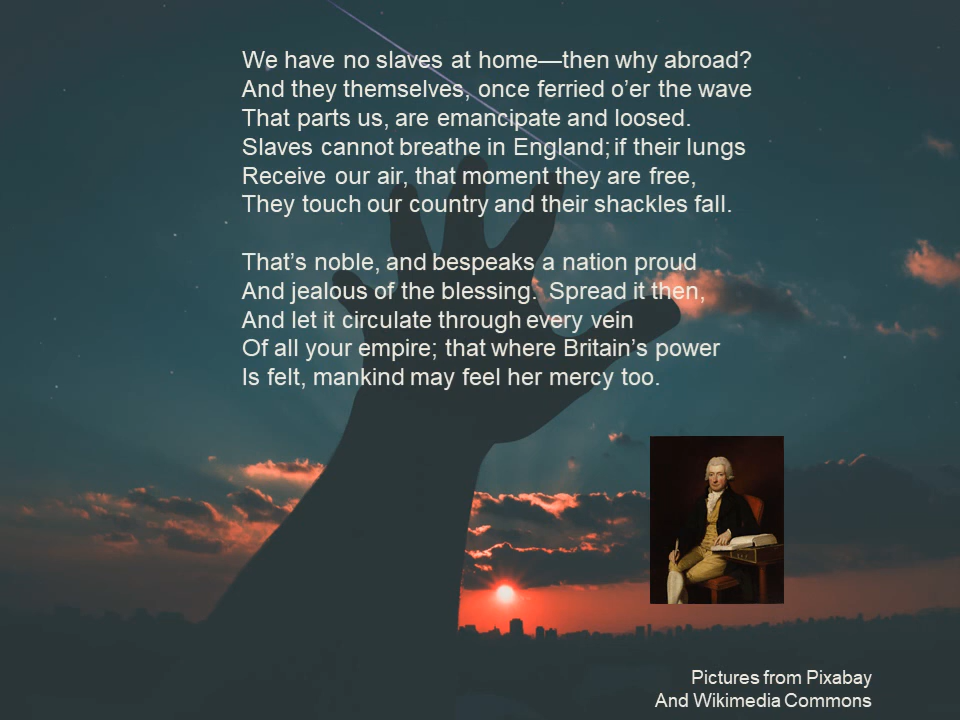 We have no slaves at home—then why abroad?
And they themselves, once ferried o’er the wave
That parts us, are emancipate and loosed.
Slaves cannot breathe in England; if their lungs
Receive our air, that moment they are free,
They touch our country and their shackles fall.
That’s noble, and bespeaks a nation proud
And jealous of the blessing.  Spread it then,
And let it circulate through every vein
Of all your empire; that where Britain’s power
Is felt, mankind may feel her mercy too.
Pictures from Pixabay
And Wikimedia Commons